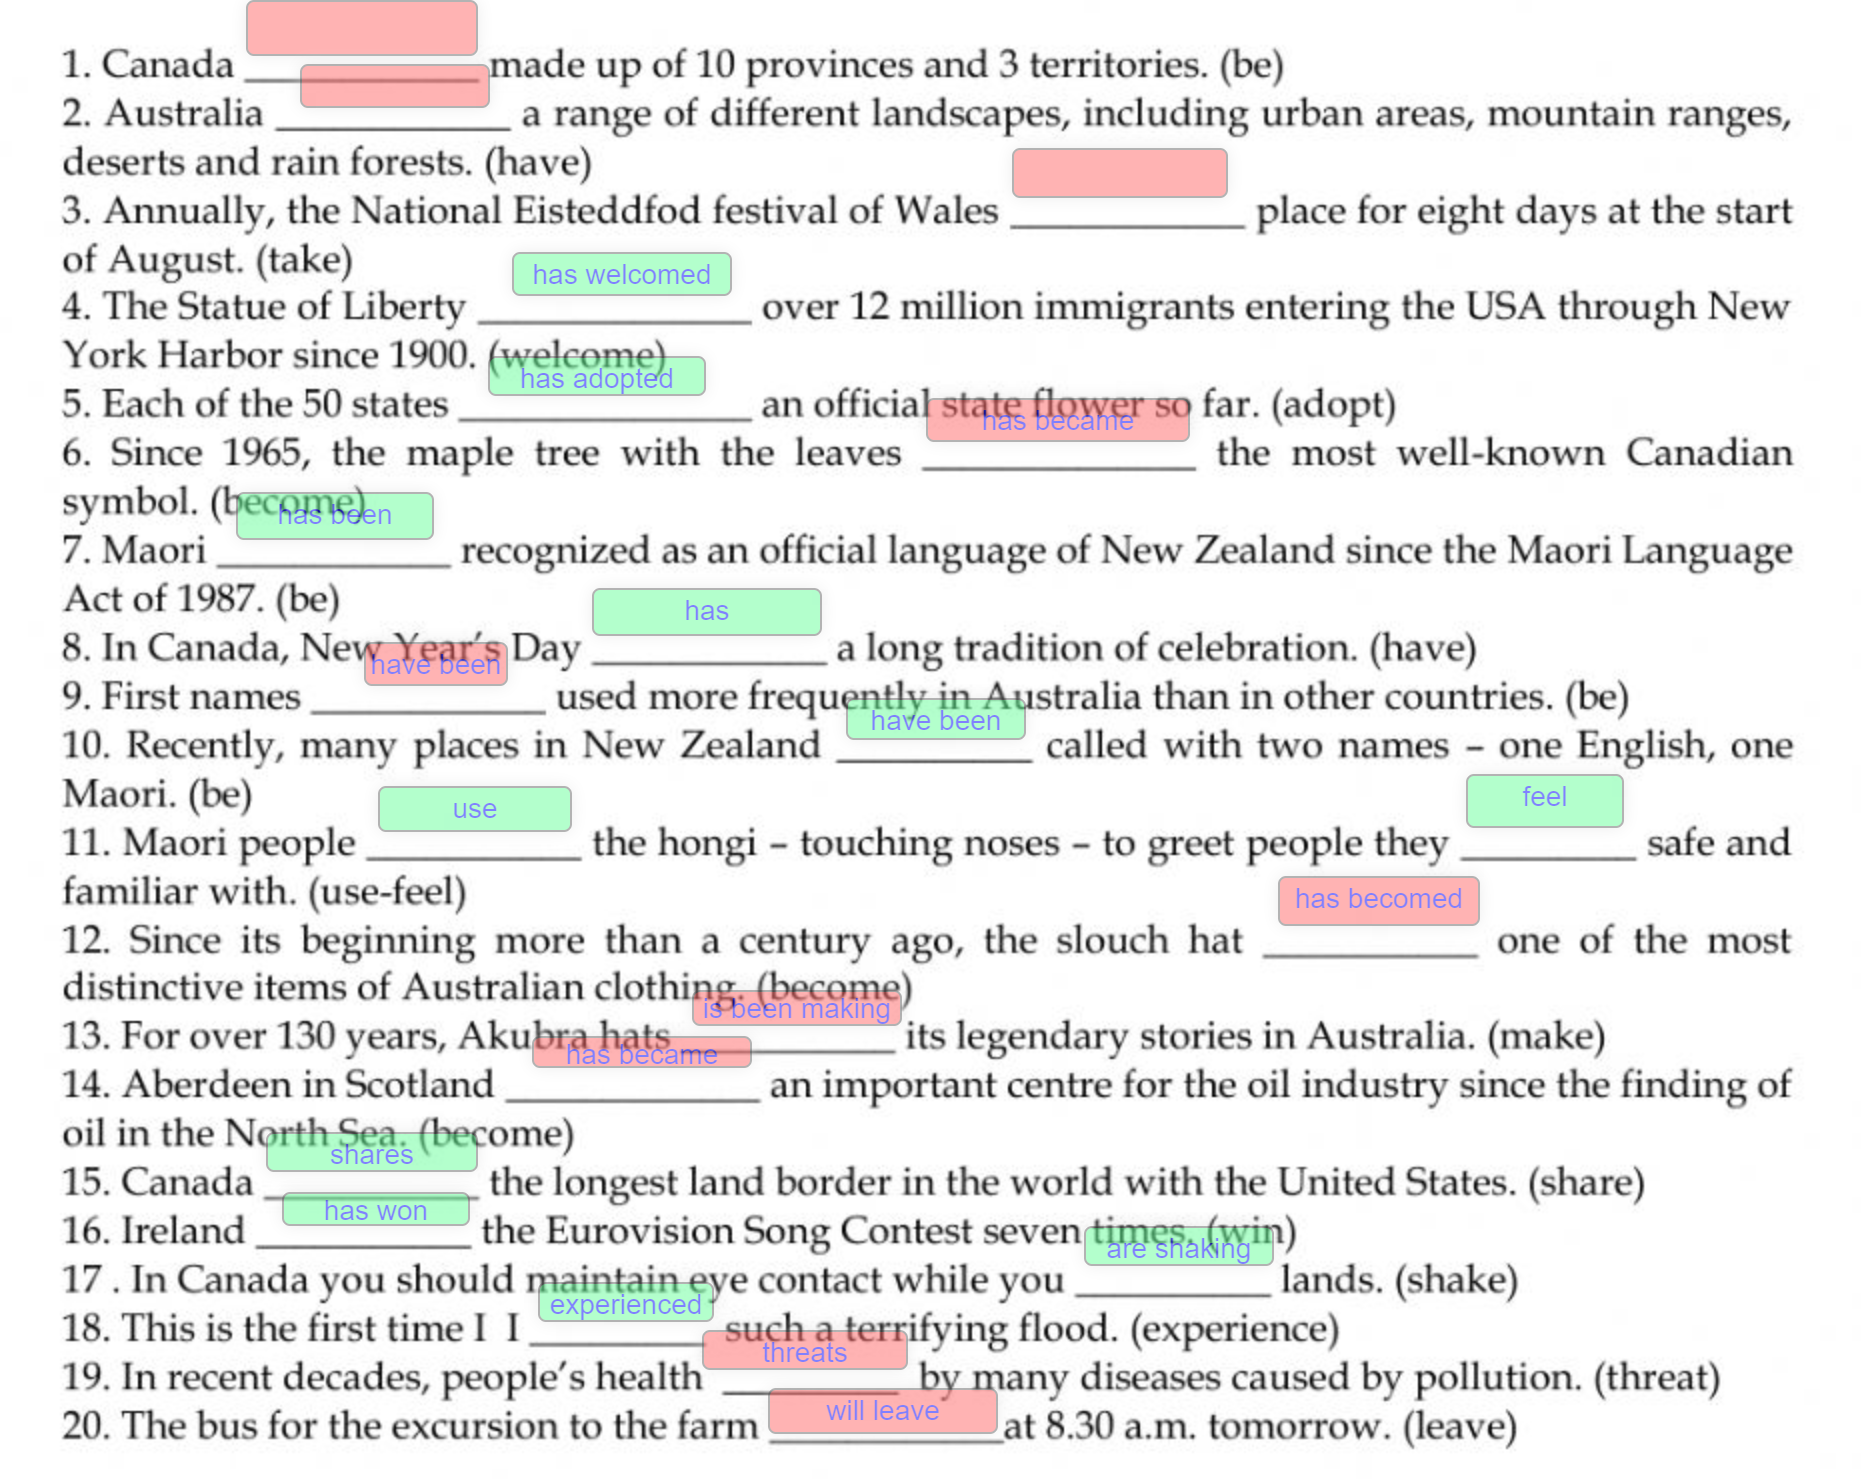 1. Canada ____________ made up of 10 provinces and 3 territories. (be)
2. Australia ____________ a range of different landscapes, including urban areas, mountain ranges,
deserts and rain forests. (have)
3. Annually, the National Eisteddfod festival of Wales ____________ place for eight days at the start
of August. (take)
has welcomed
4. The Statue of Liberty ______________ over 12 million immigrants entering the USA through New
York Harbor since 1900. (welcome)
has adopted
5. Each of the 50 states _______________ an official state flower so far. (adopt)
has became
6. Since 1965, the maple tree with the leaves ______________ the most well-known Canadian
symbol. (become)
has been
7. Maori ____________ recognized as an official language of New Zealand since the Maori Language
Act of 1987. (be)
has
8. In Canada, New Year's Day ____________ a long tradition of celebration. (have)
have been
9. First names ____________ used more frequently in Australia than in other countries. (be)
have been
10. Recently, many places in New Zealand __________ called with two names – one English, one
Maori. (be)
use feel
11. Maori people ___________ the hongi – touching noses – to greet people they _________ safe and
familiar with. (use-feel)
has becomed
12. Since its beginning more than a century ago, the slouch hat ___________ one of the most
distinctive items of Australian clothing. (become)
is been making
13. For over 130 years, Akubra hats ___________ its legendary stories in Australia. (make)
has became
14. Aberdeen in Scotland _____________ an important centre for the oil industry since the finding of
oil in the North Sea. (become)
shares
15. Canada ___________ the longest land border in the world with the United States. (share)
has won
16. Ireland ___________ the Eurovision Song Contest seven times. (win)
are shaking
17 . In Canada you should maintain eye contact while you __________ lands. (shake)
experienced
18. This is the first time I I _________ such a terrifying flood. (experience)
threats
19. In recent decades, people's health _________ by many diseases caused by pollution. (threat)
will leave
20. The bus for the excursion to the farm ____________at 8.30 a.m. tomorrow. (leave)